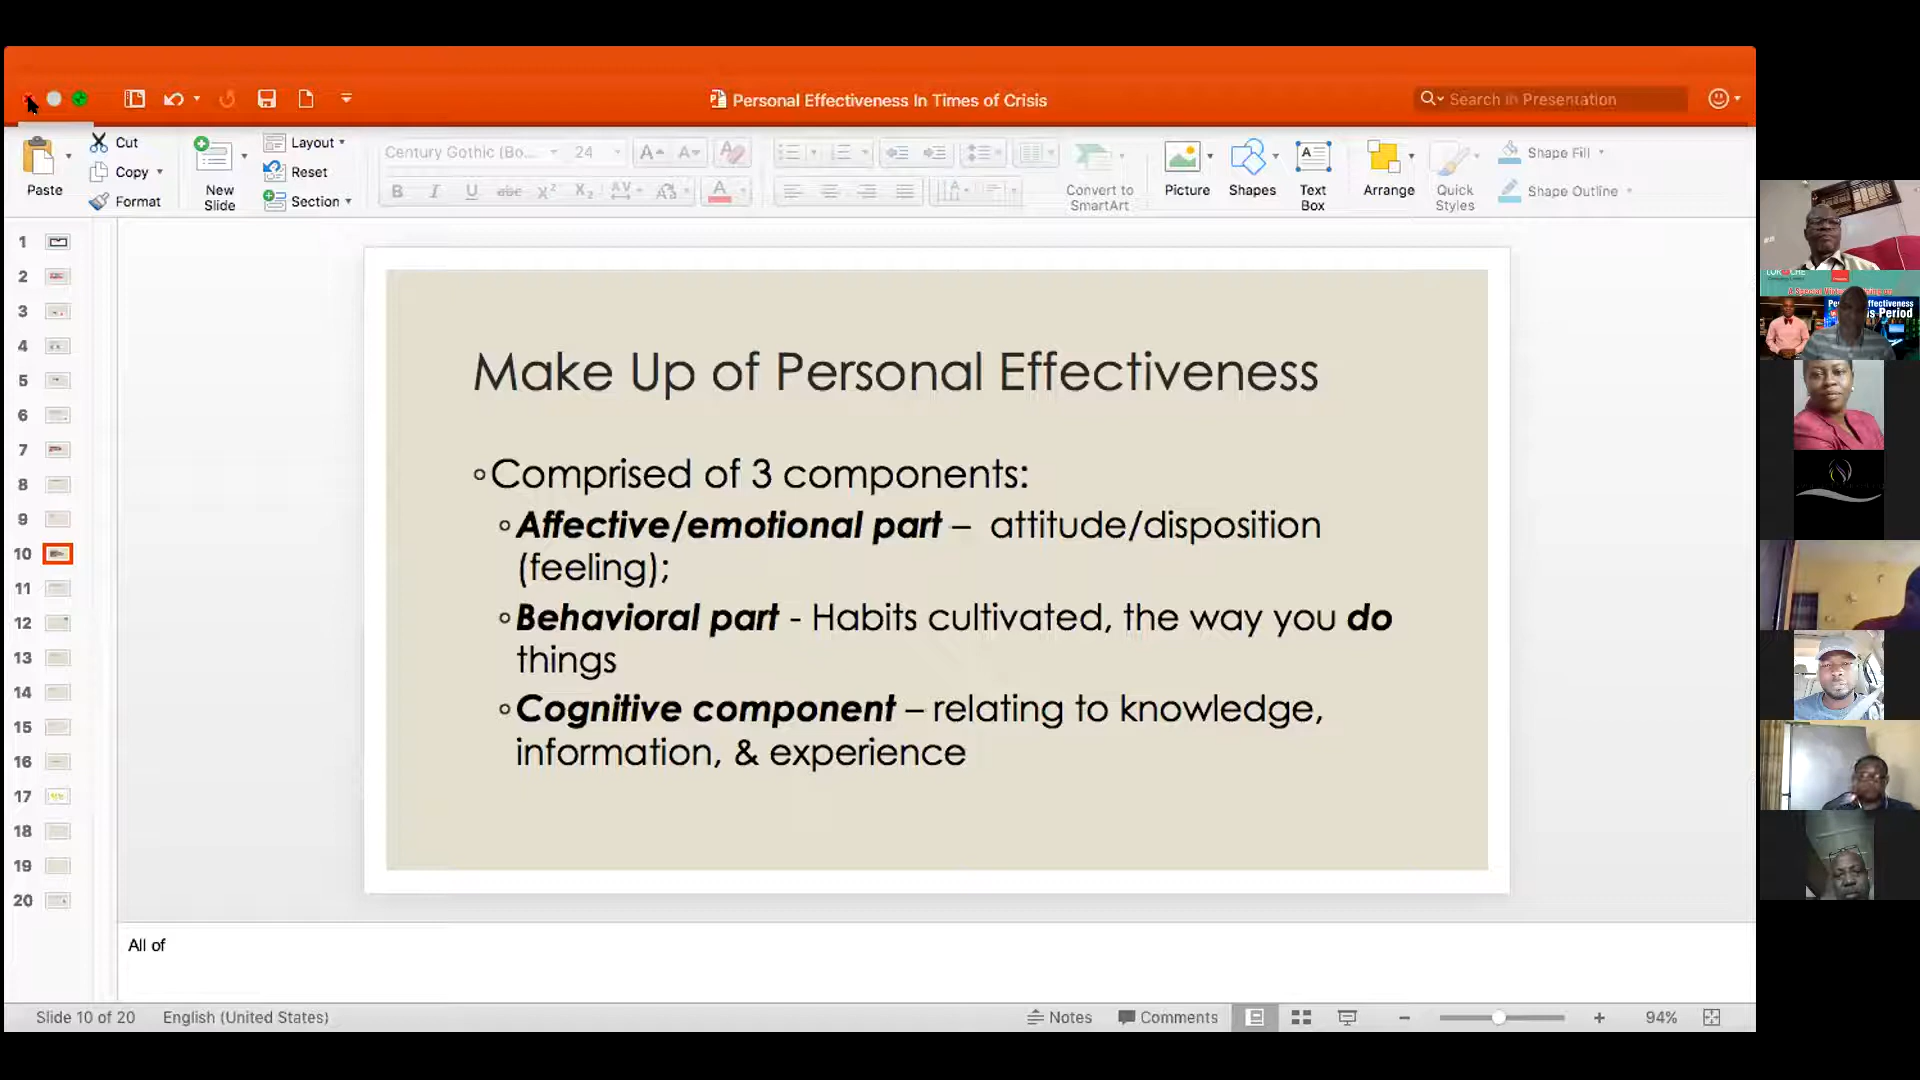 Personal Effectiveness In Times of Crisis
Search in Presentation
Paste
Cut
Copy
Format
New
Slide
Layout
Reset
Section
Century Gothic (Bo...
24
Convert to
SmartArt
Picture
Shapes
Text
Box
Arrange
Quick
Styles
Shape Fill
Shape Outline
1
2
3
4
5
6
7
8
9
10
11
12
13
14
15
16
17
18
19
20
Make Up of Personal Effectiveness
Comprised of 3 components:
Affective/emotional part – attitude/disposition
(feeling);
Behavioral part - Habits cultivated, the way you do
things
Cognitive component – relating to knowledge,
information, & experience
All of
Slide 10 of 20
English (United States)
Notes
Comments
94%
A Special
Effectiveness
Period